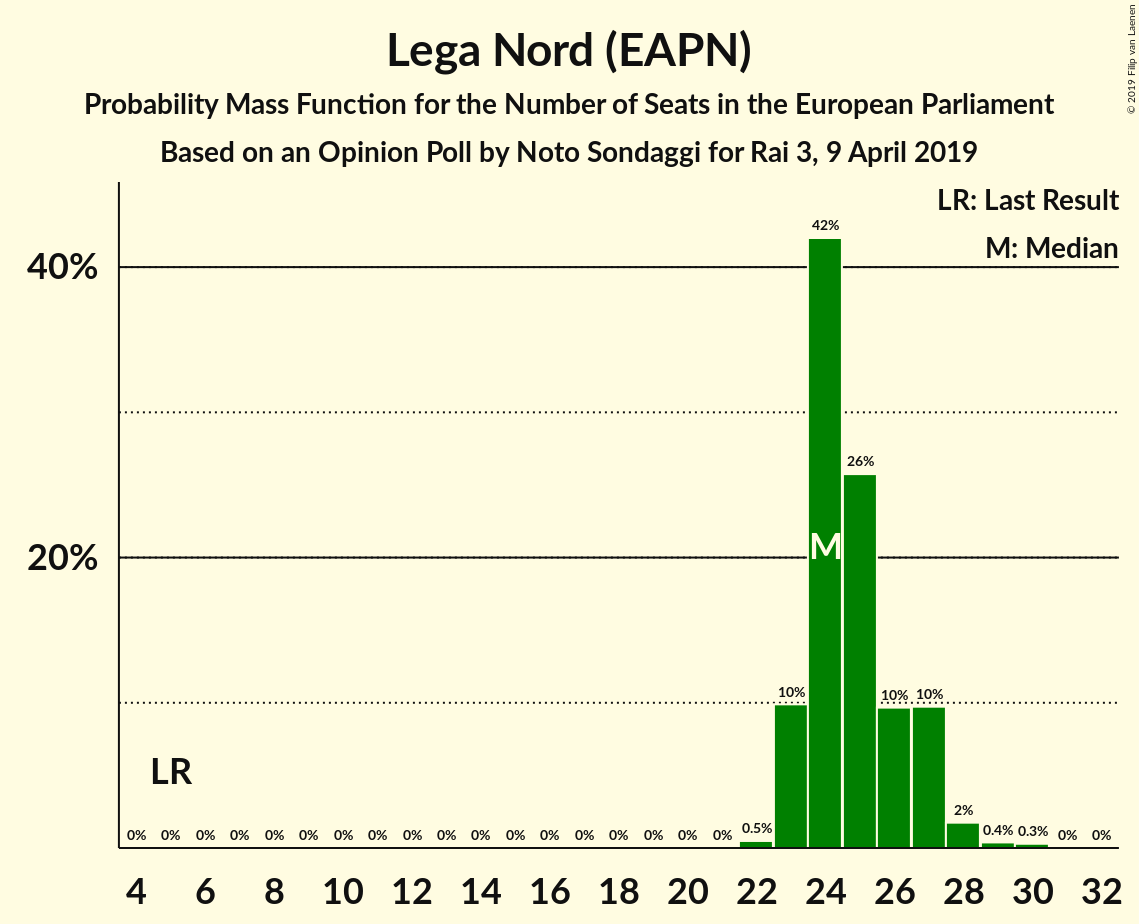 Lega Nord (EAPN)
Probability Mass Function for the Number of Seats in the European Parliament
Based on an Opinion Poll by Noto Sondaggi for Rai 3, 9 April 2019
© 2019 Filip van Laenen
LR: Last Result
M: Median
42%
40%
26%
M
20%
10% 10% 10%
LR
2%
0% 0% 0% 0% 0% 0% 0% 0% 0% 0% 0% 0% 0% 0% 0% 0% 0% 0% 0.5% 0.4% 0.3% 0% 0%
4 6 8 10 12 14 16 18 20 22 24 26 28 30 32